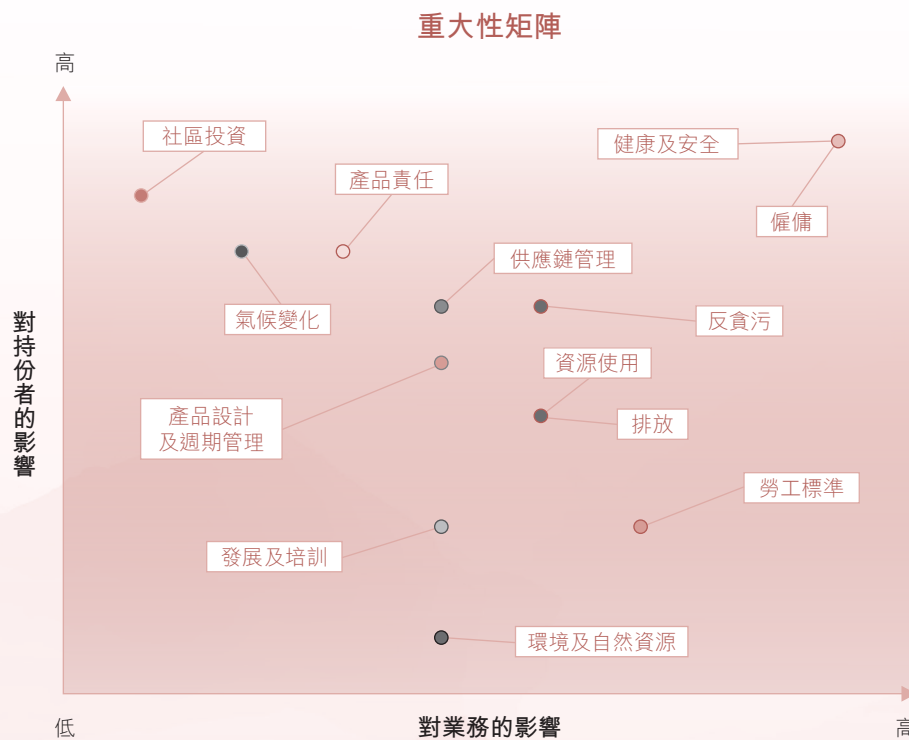 重大性矩陣
高
社區投資
健康及安全
產品責任
僱傭
供應鏈管理
氣候變化
反貪污
對持份者的影響
資源使用
產品設計
及週期管理
排放
勞工標準
發展及培訓
環境及自然資源
低
對業務的影響
高